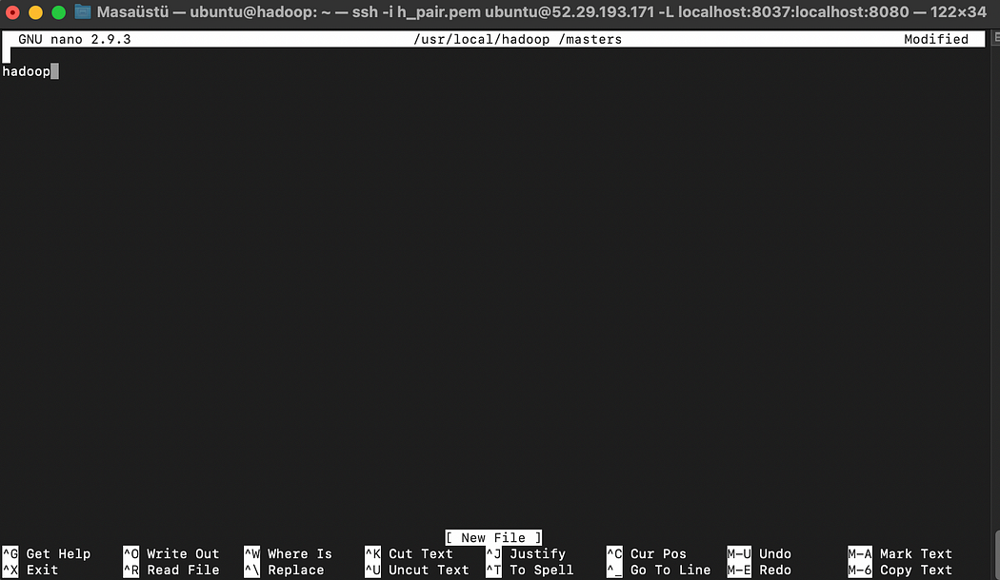 Masaüstü — ubuntu@hadoop: ~ — ssh -i h_pair.pem ubuntu@52.29.193.171 -L localhost:8037:localhost:8080 — 122×34
GNU nano 2.9.3 /usr/local/hadoop /masters Modified
hadoop
[ New File ]
^G Get Help ^O Write Out ^W Where Is ^K Cut Text ^J Justify ^C Cur Pos M-U Undo M-A Mark Text
^X Exit ^R Read File ^\ Replace ^U Uncut Text ^T To Spell ^_ Go To Line M-E Redo M-6 Copy Text